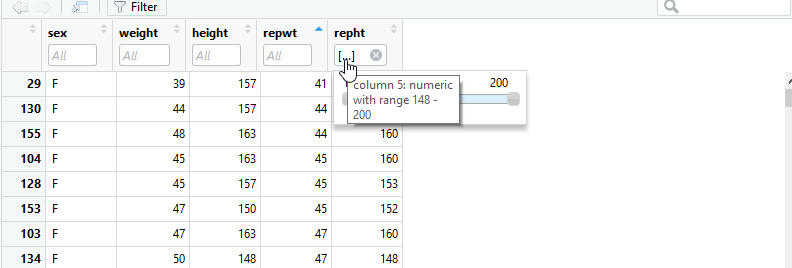 Filter
sex weight height repwt repht
All All All All [...]
29 F 39 157 41 200
column 5: numeric
with range 148 -
200
130 F 44 157 44
155 F 48 163 44 160
104 F 45 163 45 160
128 F 45 157 45 153
153 F 47 150 45 152
103 F 47 163 47 160
134 F 50 148 47 148